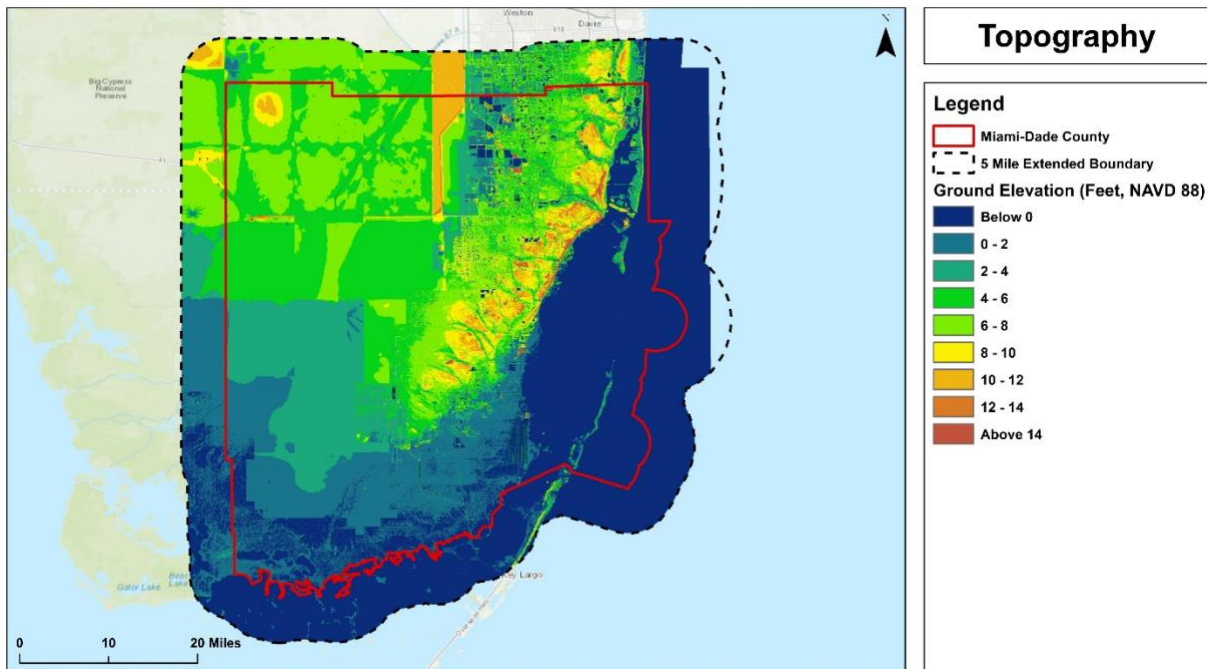 Weston
Davie
Big Cypress
National
Preserve
41
Gator Lake
Key Largo
N
0 10 20 Miles
Topography
Legend
Miami-Dade County
5 Mile Extended Boundary
Ground Elevation (Feet, NAVD 88)
Below 0
0 - 2
2 - 4
4 - 6
6 - 8
8 - 10
10 - 12
12 - 14
Above 14